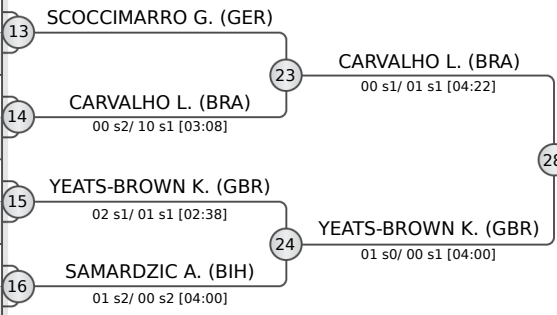 SCOCCIMARRO G. (GER)
13
23
CARVALHO L. (BRA)
00 s1/ 01 s1 [04:22]
CARVALHO L. (BRA)
14
00 s2/ 10 s1 [03:08]
28
YEATS-BROWN K. (GBR)
15
02 s1/ 01 s1 [02:38]
24
YEATS-BROWN K. (GBR)
01 s0/ 00 s1 [04:00]
SAMARDZIC A. (BIH)
16
01 s2/ 00 s2 [04:00]